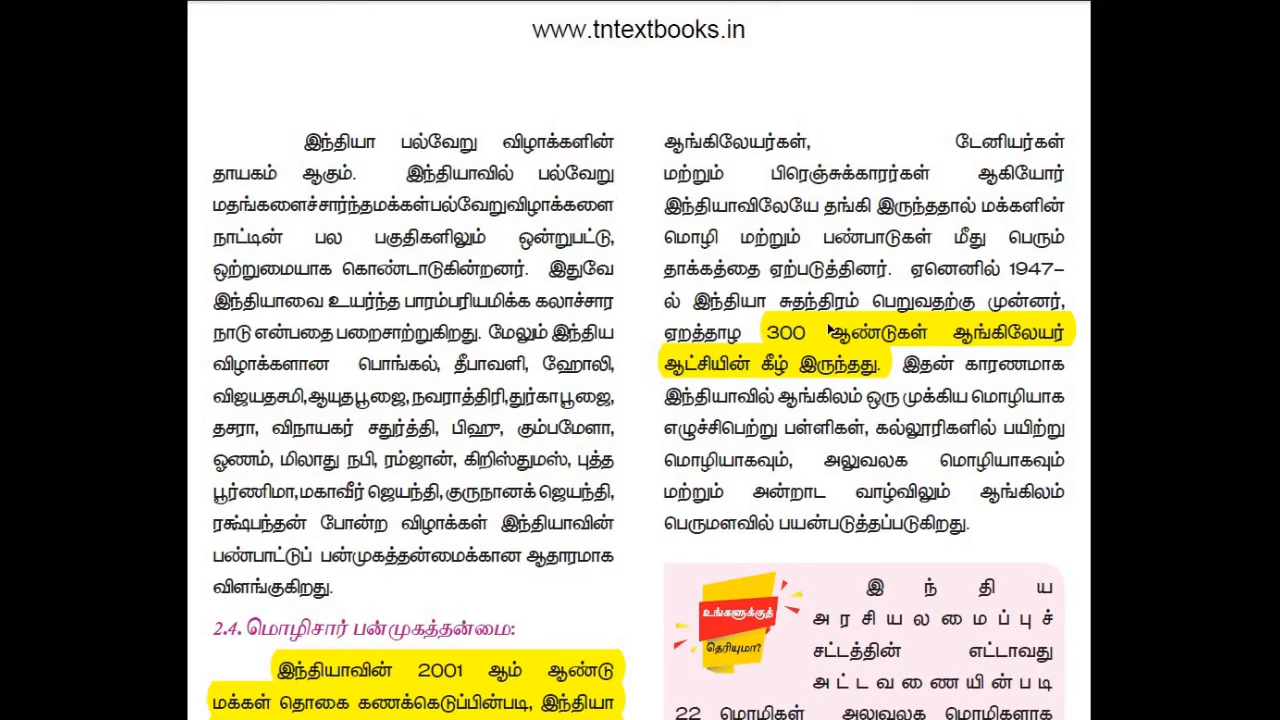 www.tntextbooks.in
இந்தியா பல்வேறு விழாக்களின்
தாயகம் ஆகும். இந்தியாவில் பல்வேறு
மதங்களைச்சார்ந்தமக்கள்பல்வேறுவிழாக்களை
நாட்டின் பல பகுதிகளிலும் ஒன்றுபட்டு,
ஒற்றுமையாக கொண்டாடுகின்றனர். இதுவே
இந்தியாவை உயர்ந்த பாரம்பரியமிக்க கலாச்சார
நாடு என்பதை பறைசாற்றுகிறது. மேலும் இந்திய
விழாக்களான பொங்கல், தீபாவளி, ஹோலி,
விஜயதசமி,ஆயுதபூஜை, நவராத்திரி,துர்காபூஜை,
தசரா, விநாயகர் சதுர்த்தி, பிஹு, கும்பமேளா,
ஓணம், மிலாது நபி, ரம்ஜான், கிறிஸ்துமஸ், புத்த
பூர்ணிமா,மகாவீர் ஜெயந்தி, குருநானக் ஜெயந்தி,
ரக்ஷ்பந்தன் போன்ற விழாக்கள் இந்தியாவின்
பண்பாட்டுப் பன்முகத்தன்மைக்கான ஆதாரமாக
விளங்குகிறது.
2.4. மொழிசார் பன்முகத்தன்மை:
இந்தியாவின் 2001 ஆம் ஆண்டு
மக்கள் தொகை கணக்கெடுப்பின்படி, இந்தியா
ஆங்கிலேயர்கள், டேனியர்கள்
மற்றும் பிரெஞ்சுக்காரர்கள் ஆகியோர்
இந்தியாவிலேயே தங்கி இருந்ததால் மக்களின்
மொழி மற்றும் பண்பாடுகள் மீது பெரும்
தாக்கத்தை ஏற்படுத்தினர். ஏனெனில் 1947–
ல் இந்தியா சுதந்திரம் பெறுவதற்கு முன்னர்,
ஏறத்தாழ 300 ஆண்டுகள் ஆங்கிலேயர்
ஆட்சியின் கீழ் இருந்தது. இதன் காரணமாக
இந்தியாவில் ஆங்கிலம் ஒரு முக்கிய மொழியாக
எழுச்சிபெற்று பள்ளிகள், கல்லூரிகளில் பயிற்று
மொழியாகவும், அலுவலக மொழியாகவும்
மற்றும் அன்றாட வாழ்விலும் ஆங்கிலம்
பெருமளவில் பயன்படுத்தப்படுகிறது.
உங்களுக்குத்
தெரியுமா?
இந்திய
அரசியலமைப்புச்
சட்டத்தின் எட்டாவது
அட்டவணையின்படி
22 மொழிகள் அலுவலக மொழிகளாக